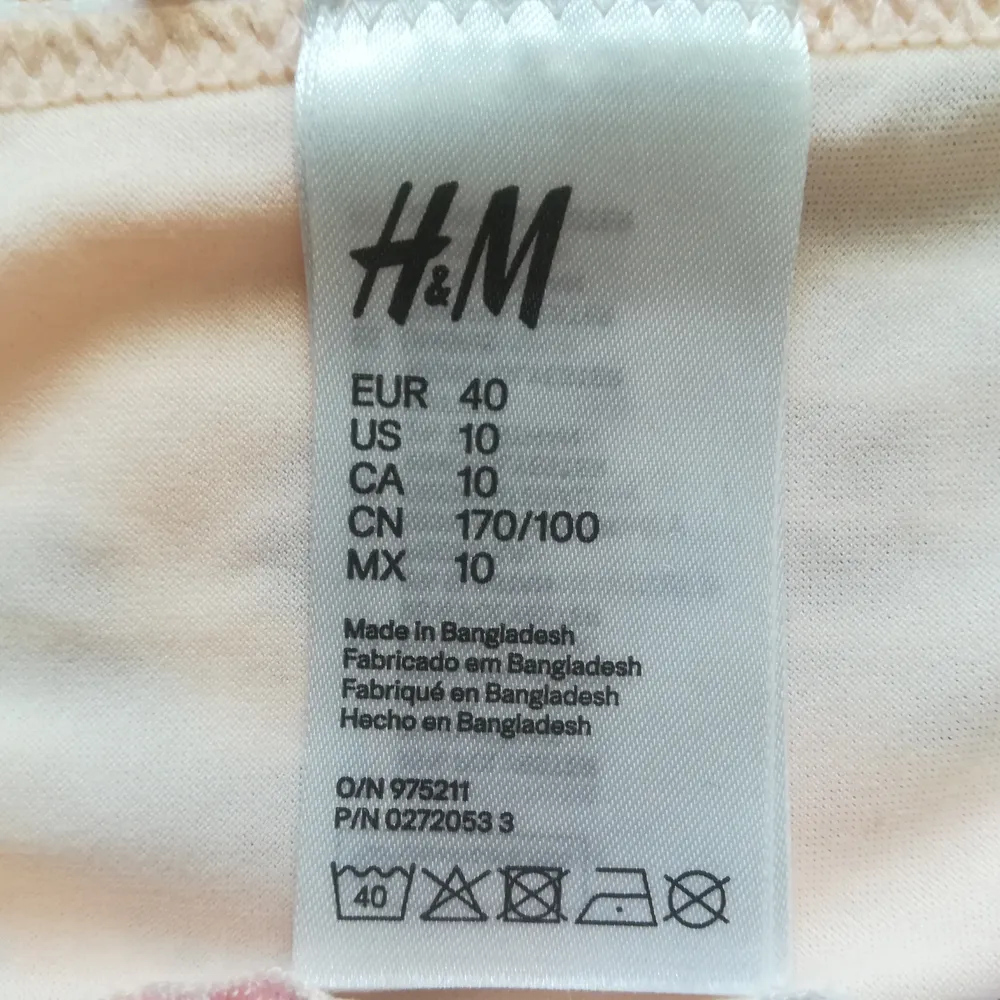 H&M
EUR 40
US 10
CA 10
CN 170/100
MX 10
Made in Bangladesh
Fabricado em Bangladesh
Fabriqué en Bangladesh
Hecho en Bangladesh
O/N 975211
P/N 0272053 3
40